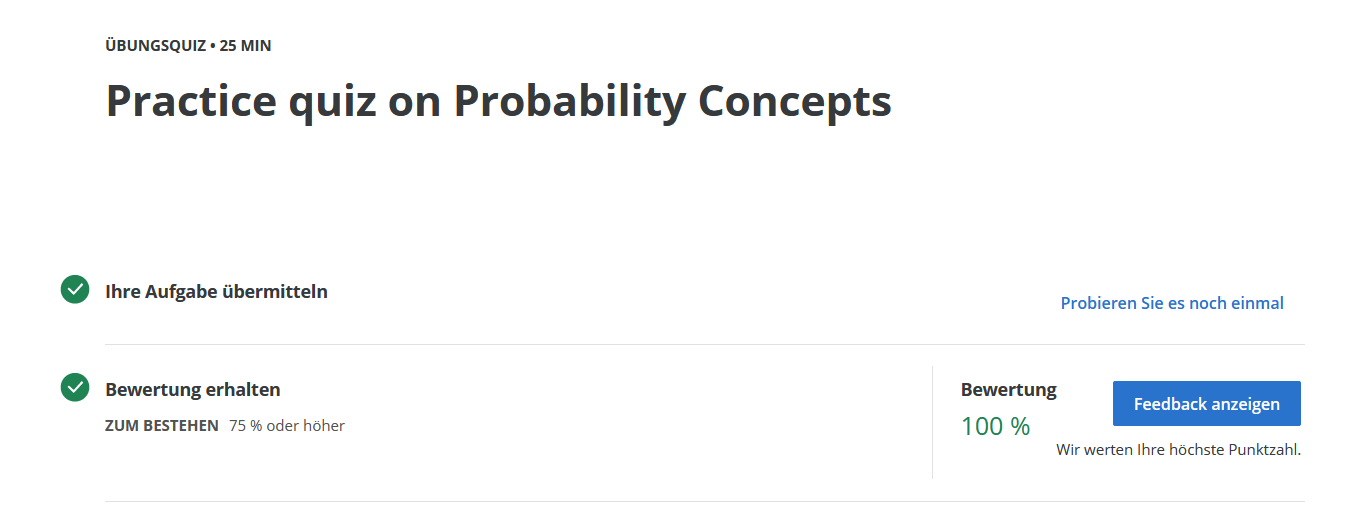 ÜBUNGSQUIZ • 25 MIN
Practice quiz on Probability Concepts
Ihre Aufgabe übermitteln
Probieren Sie es noch einmal
Bewertung erhalten
ZUM BESTEHEN 75 % oder höher
Bewertung
100 %
Feedback anzeigen
Wir werten Ihre höchste Punktzahl.